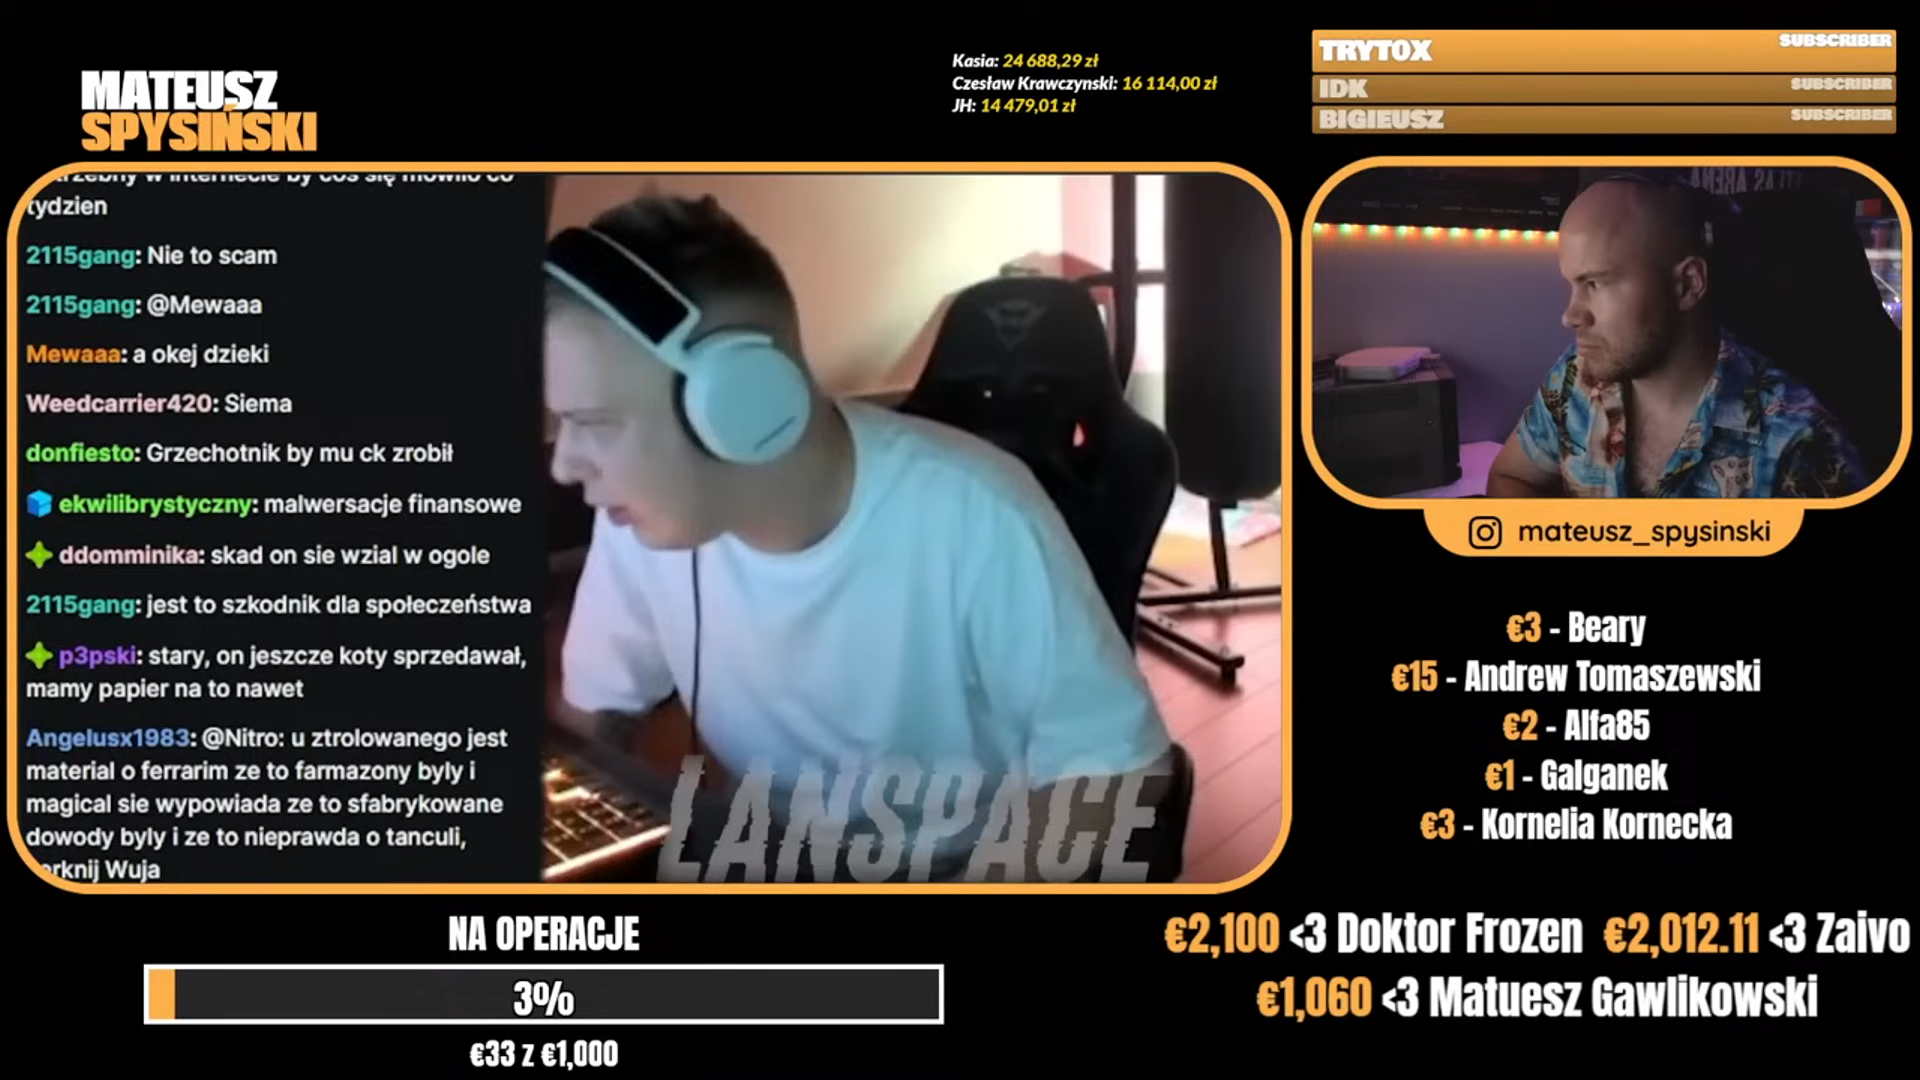 MATEUSZ
SPYSIŃSKI
Kasia: 24 688,29 zł
Czesław Krawczynski: 16 114,00 zł
JH: 14 479,01 zł
TRYTOX SUBSCRIBER
IDK SUBSCRIBER
BIGIEUSZ SUBSCRIBER
w internecie by coś się mówiło co
tydzien
2115gang: Nie to scam
2115gang: @Mewaaa
Mewaaa: a okej dzieki
Weedcarrier420: Siema
donfiesto: Grzechotnik by mu ck zrobił
ekwilibrystyczny: malwersacje finansowe
ddomminika: skad on sie wzial w ogole
2115gang: jest to szkodnik dla społeczeństwa
p3pski: stary, on jeszcze koty sprzedawał,
mamy papier na to nawet
Angelusx1983: @Nitro: u ztrolowanego jest
material o ferrarim ze to farmazony byly i
magical sie wypowiada ze to sfabrykowane
dowody byly i ze to nieprawda o tanculi,
Wuja
LANSPACE
mateusz_spysinski
€3 - Beary
€15 - Andrew Tomaszewski
€2 - Alfa85
€1 - Galganek
€3 - Kornelia Kornecka
NA OPERACJE
3%
€33 z €1,000
€2,100 <3 Doktor Frozen €2,012.11 <3 Zaivo
€1,060 <3 Matuesz Gawlikowski